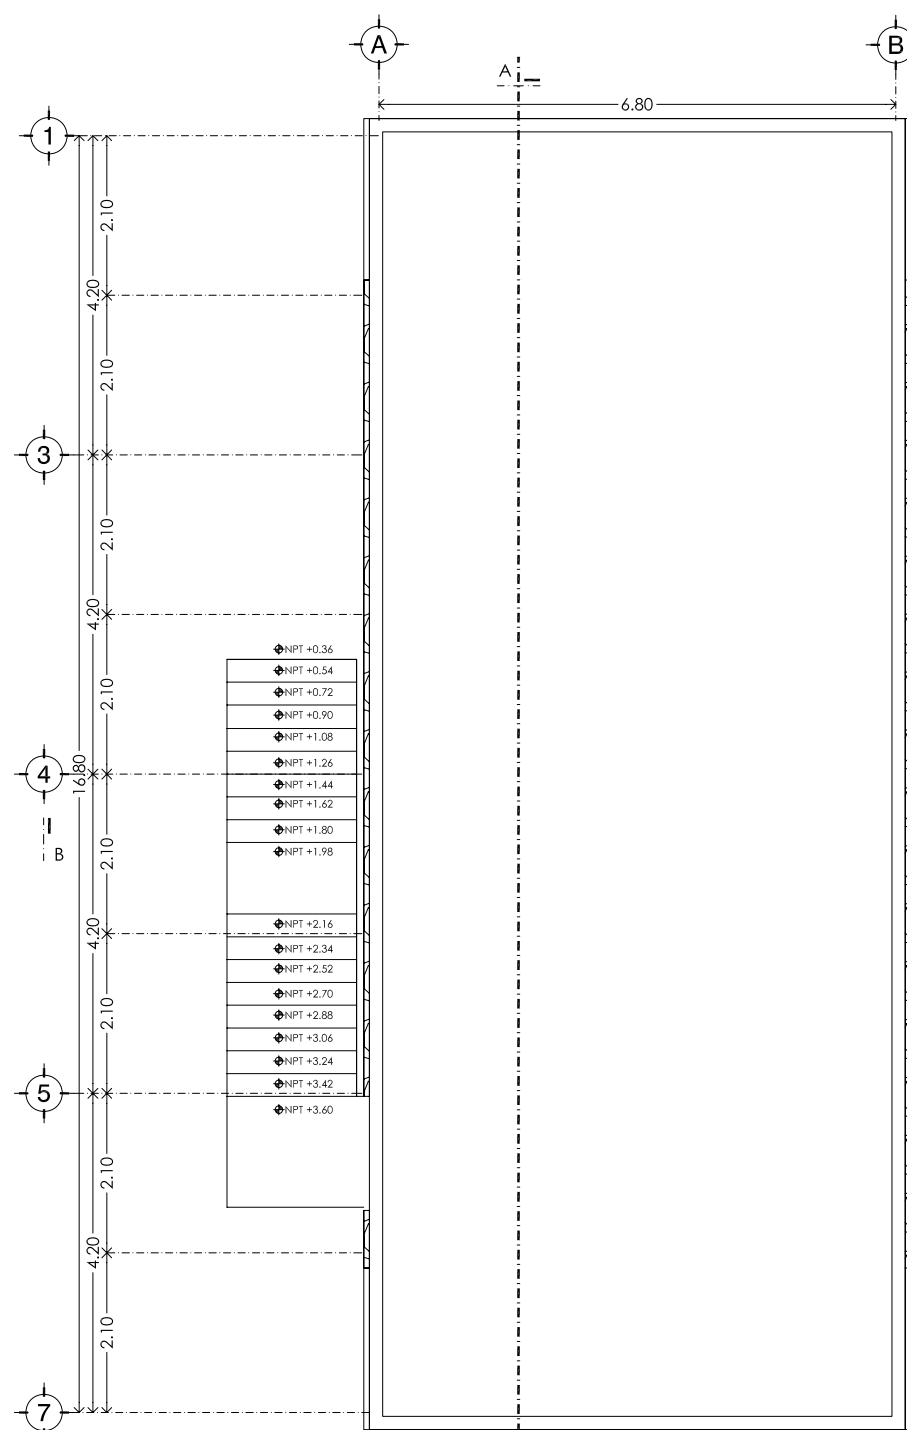 A
B
A
6.80
1
2.10
4.20
2.10
3
2.10
4.20
NPT +0.36
NPT +0.54
2.10
NPT +0.72
NPT +0.90
NPT +1.08
NPT +1.26
4
16.80
NPT +1.44
NPT +1.62
NPT +1.80
B
2.10
NPT +1.98
NPT +2.16
4.20
NPT +2.34
NPT +2.52
NPT +2.70
2.10
NPT +2.88
NPT +3.06
NPT +3.24
NPT +3.42
5
NPT +3.60
2.10
4.20
2.10
7